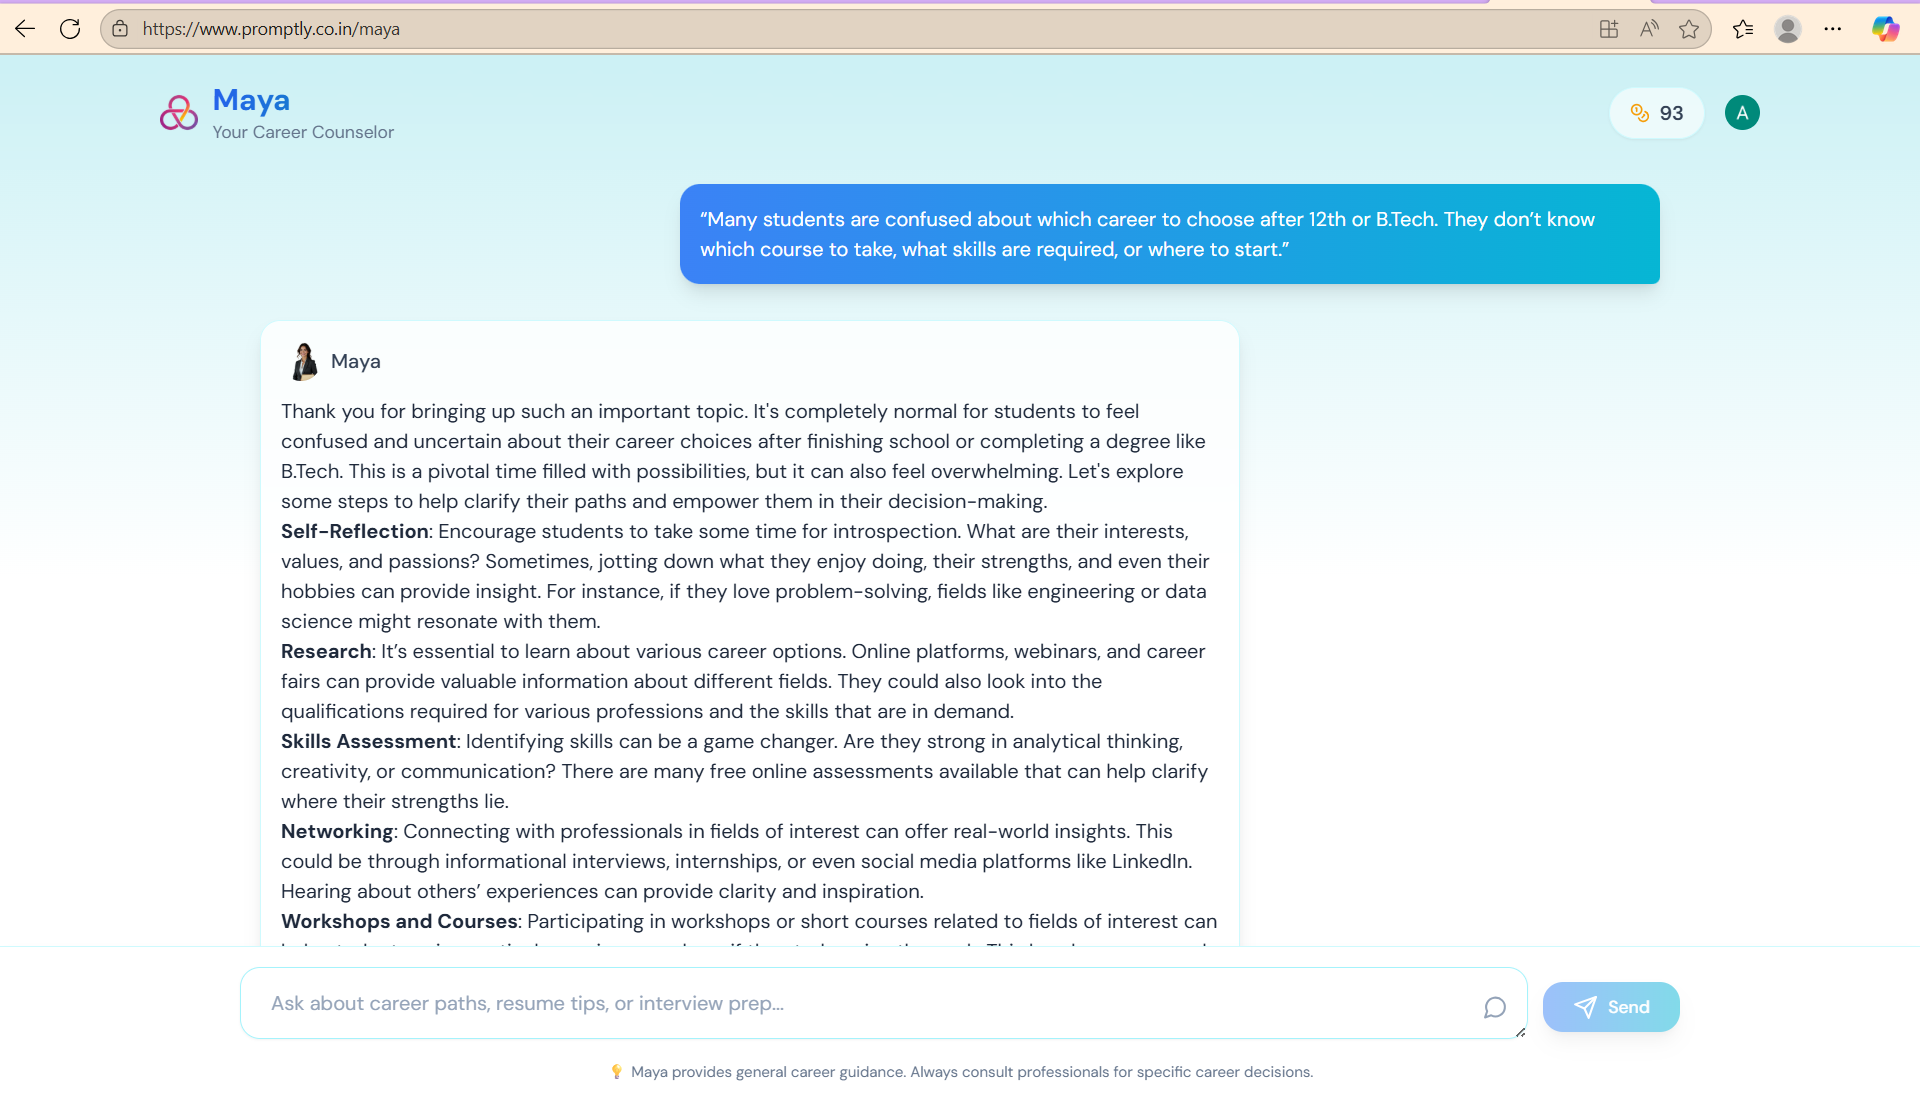 https://www.promptly.co.in/maya
Maya
Your Career Counselor
93
A
“Many students are confused about which career to choose after 12th or B.Tech. They don’t know
which course to take, what skills are required, or where to start.”
Maya
Thank you for bringing up such an important topic. It's completely normal for students to feel
confused and uncertain about their career choices after finishing school or completing a degree like
B.Tech. This is a pivotal time filled with possibilities, but it can also feel overwhelming. Let's explore
some steps to help clarify their paths and empower them in their decision-making.
Self-Reflection: Encourage students to take some time for introspection. What are their interests,
values, and passions? Sometimes, jotting down what they enjoy doing, their strengths, and even their
hobbies can provide insight. For instance, if they love problem-solving, fields like engineering or data
science might resonate with them.
Research: It’s essential to learn about various career options. Online platforms, webinars, and career
fairs can provide valuable information about different fields. They could also look into the
qualifications required for various professions and the skills that are in demand.
Skills Assessment: Identifying skills can be a game changer. Are they strong in analytical thinking,
creativity, or communication? There are many free online assessments available that can help clarify
where their strengths lie.
Networking: Connecting with professionals in fields of interest can offer real-world insights. This
could be through informational interviews, internships, or even social media platforms like LinkedIn.
Hearing about others’ experiences can provide clarity and inspiration.
Workshops and Courses: Participating in workshops or short courses related to fields of interest can
Ask about career paths, resume tips, or interview prep...
Send
💡 Maya provides general career guidance. Always consult professionals for specific career decisions.